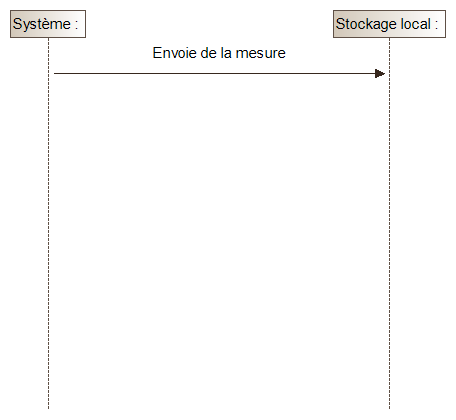 Système :
Stockage local :
Envoie de la mesure